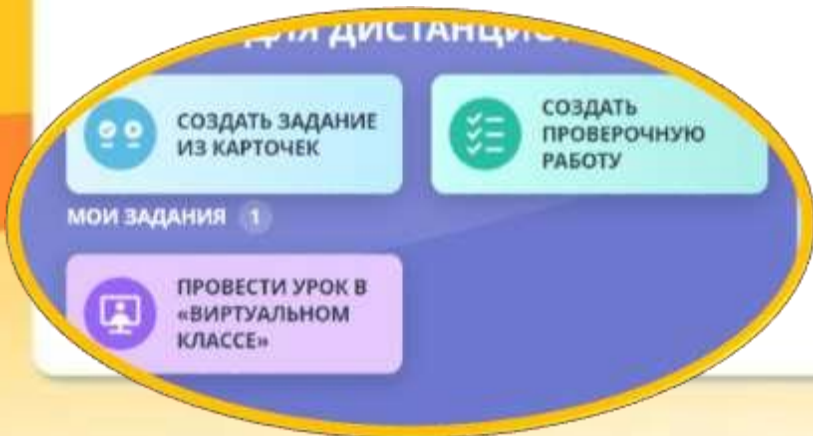 ДЛЯ ДИСТАНЦИО
СОЗДАТЬ ЗАДАНИЕ
ИЗ КАРТОЧЕК
СОЗДАТЬ
ПРОВЕРОЧНУЮ
РАБОТУ
МОИ ЗАДАНИЯ 1
ПРОВЕСТИ УРОК В
«ВИРТУАЛЬНОМ
КЛАССЕ»